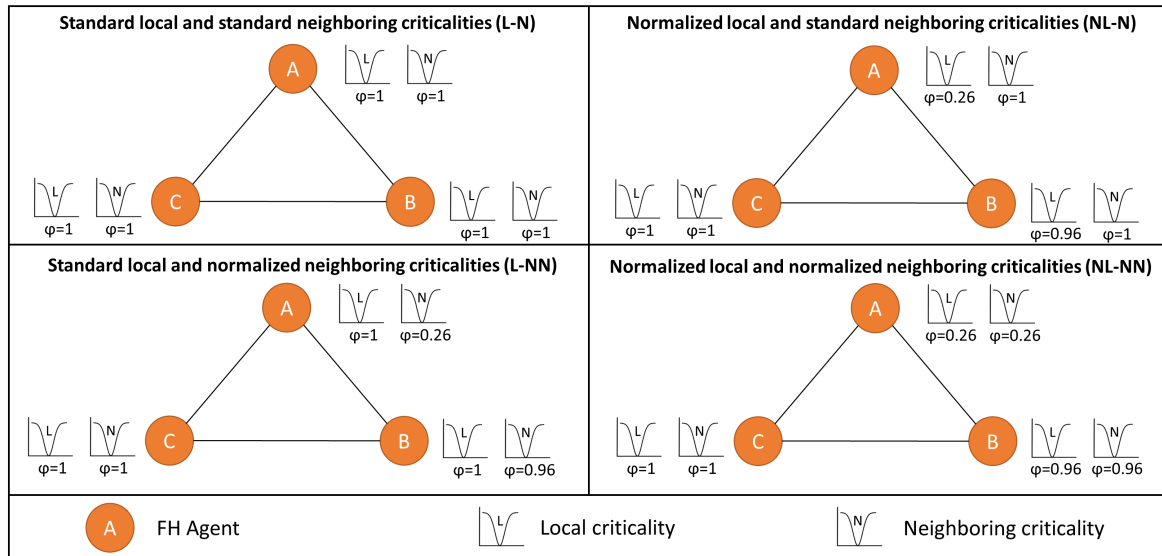 Standard local and standard neighboring criticalities (L-N)
A
L N
φ=1 φ=1
C
L N
φ=1 φ=1
B
L N
φ=1 φ=1
Normalized local and standard neighboring criticalities (NL-N)
A
L N
φ=0.26 φ=1
C
L N
φ=1 φ=1
B
L N
φ=0.96 φ=1
Standard local and normalized neighboring criticalities (L-NN)
A
L N
φ=1 φ=0.26
C
L N
φ=1 φ=1
B
L N
φ=1 φ=0.96
Normalized local and normalized neighboring criticalities (NL-NN)
A
L N
φ=0.26 φ=0.26
C
L N
φ=1 φ=1
B
L N
φ=0.96 φ=0.96
A FH Agent
L Local criticality
N Neighboring criticality